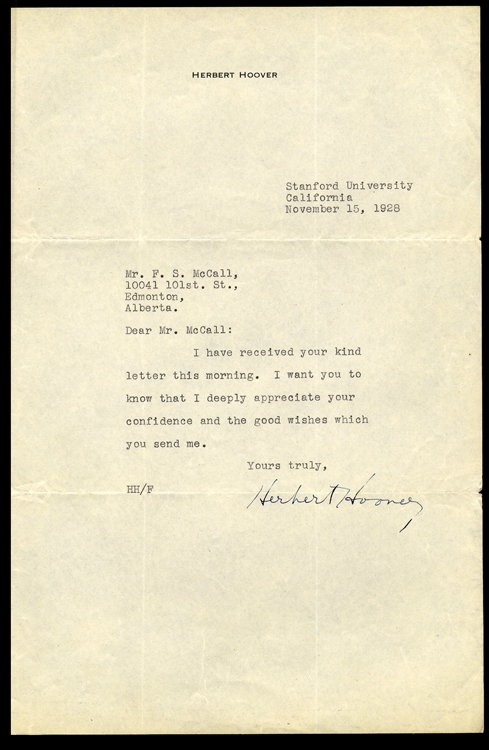 HERBERT HOOVER
Stanford University
California
November 15, 1928
Mr. F. S. McCall,
10041 101st. St.,
Edmonton,
Alberta.
Dear Mr. McCall:
I have received your kind
letter this morning. I want you to
know that I deeply appreciate your
confidence and the good wishes which
you send me.
Yours truly,
HH/F
Herbert Hoover